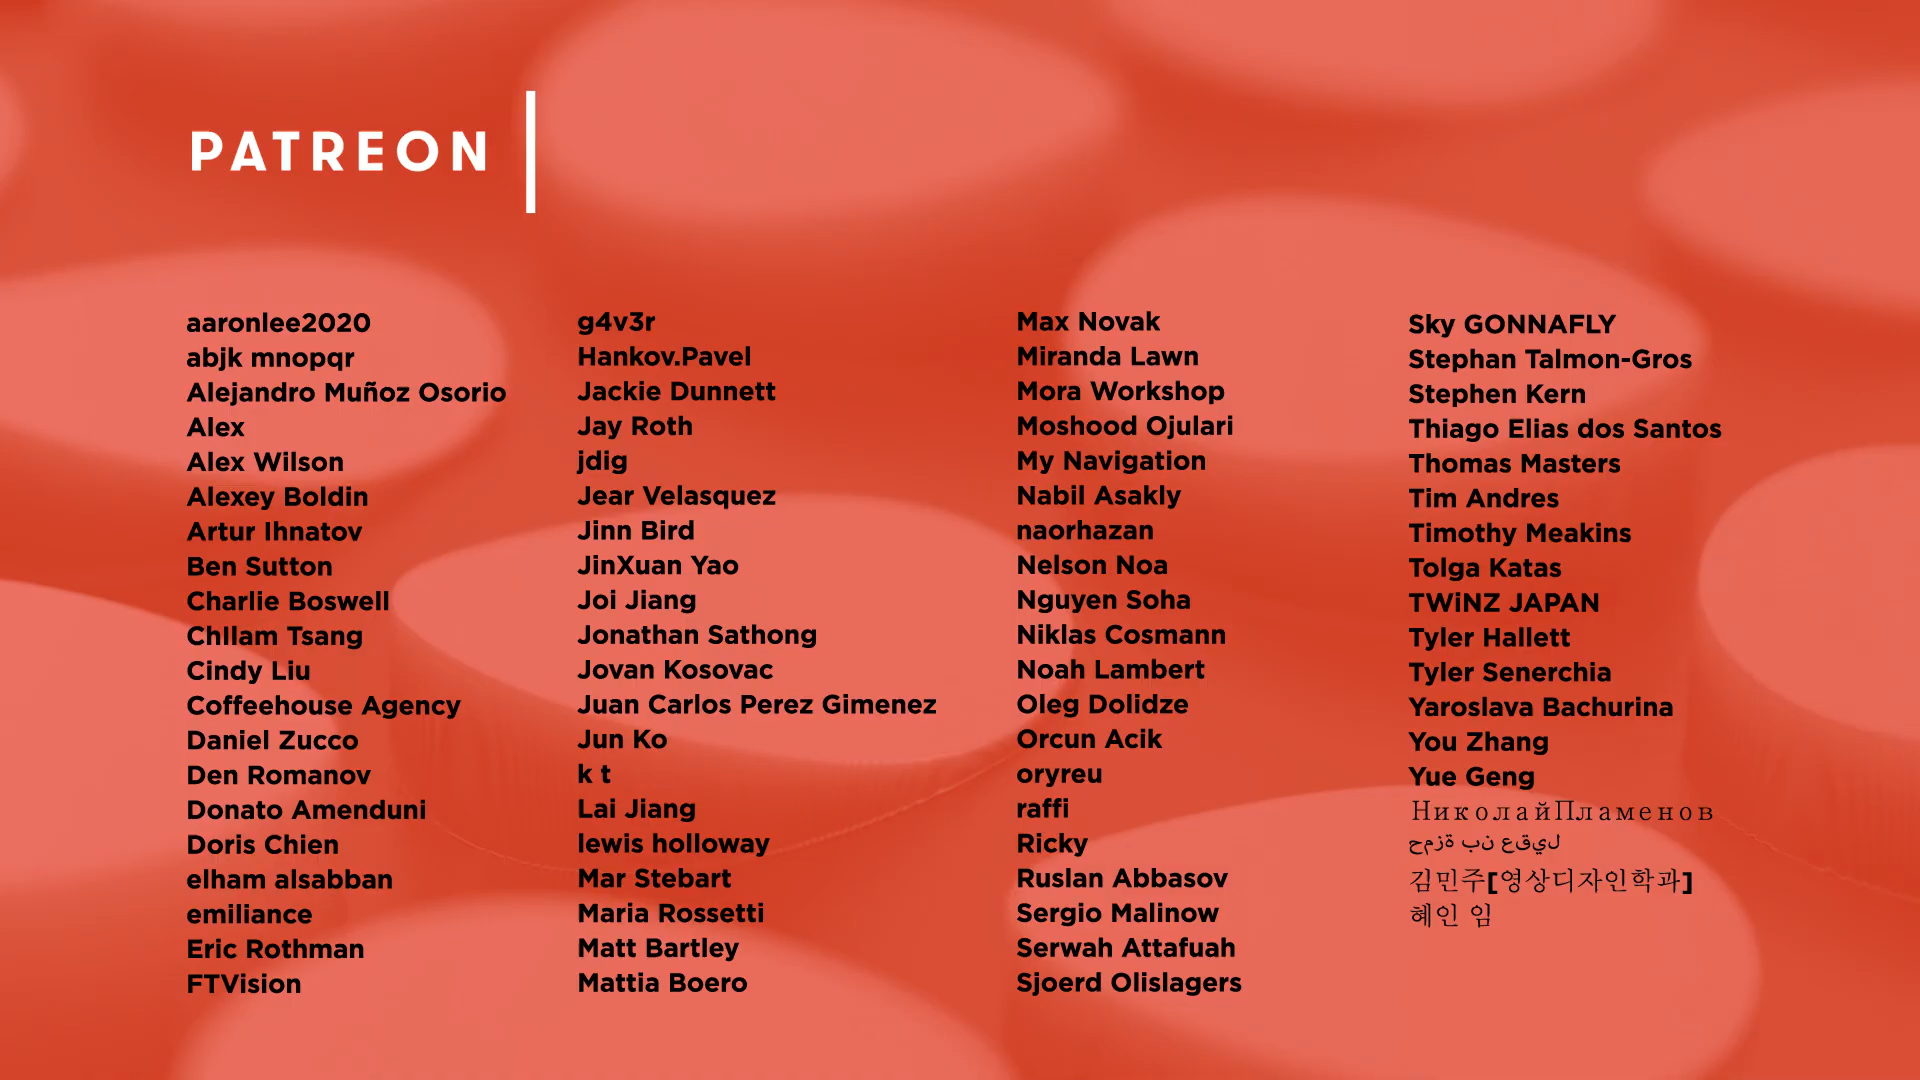 PATREON
aaronlee2020
abjk mnopqr
Alejandro Muñoz Osorio
Alex
Alex Wilson
Alexey Boldin
Artur Ihnatov
Ben Sutton
Charlie Boswell
ChIlam Tsang
Cindy Liu
Coffeehouse Agency
Daniel Zucco
Den Romanov
Donato Amenduni
Doris Chien
elham alsabban
emiliance
Eric Rothman
FTVision
g4v3r
Hankov.Pavel
Jackie Dunnett
Jay Roth
jdig
Jear Velasquez
Jinn Bird
JinXuan Yao
Joi Jiang
Jonathan Sathong
Jovan Kosovac
Juan Carlos Perez Gimenez
Jun Ko
k t
Lai Jiang
lewis holloway
Mar Stebart
Maria Rossetti
Matt Bartley
Mattia Boero
Max Novak
Miranda Lawn
Mora Workshop
Moshood Ojulari
My Navigation
Nabil Asakly
naorhazan
Nelson Noa
Nguyen Soha
Niklas Cosmann
Noah Lambert
Oleg Dolidze
Orcun Acik
oryreu
raffi
Ricky
Ruslan Abbasov
Sergio Malinow
Serwah Attafuah
Sjoerd Olislagers
Sky GONNAFLY
Stephan Talmon-Gros
Stephen Kern
Thiago Elias dos Santos
Thomas Masters
Tim Andres
Timothy Meakins
Tolga Katas
TWiNZ JAPAN
Tyler Hallett
Tyler Senerchia
Yaroslava Bachurina
You Zhang
Yue Geng
НиколайПламенов
حمزة بن عقيل
김민주[영상디자인학과]
혜인 임